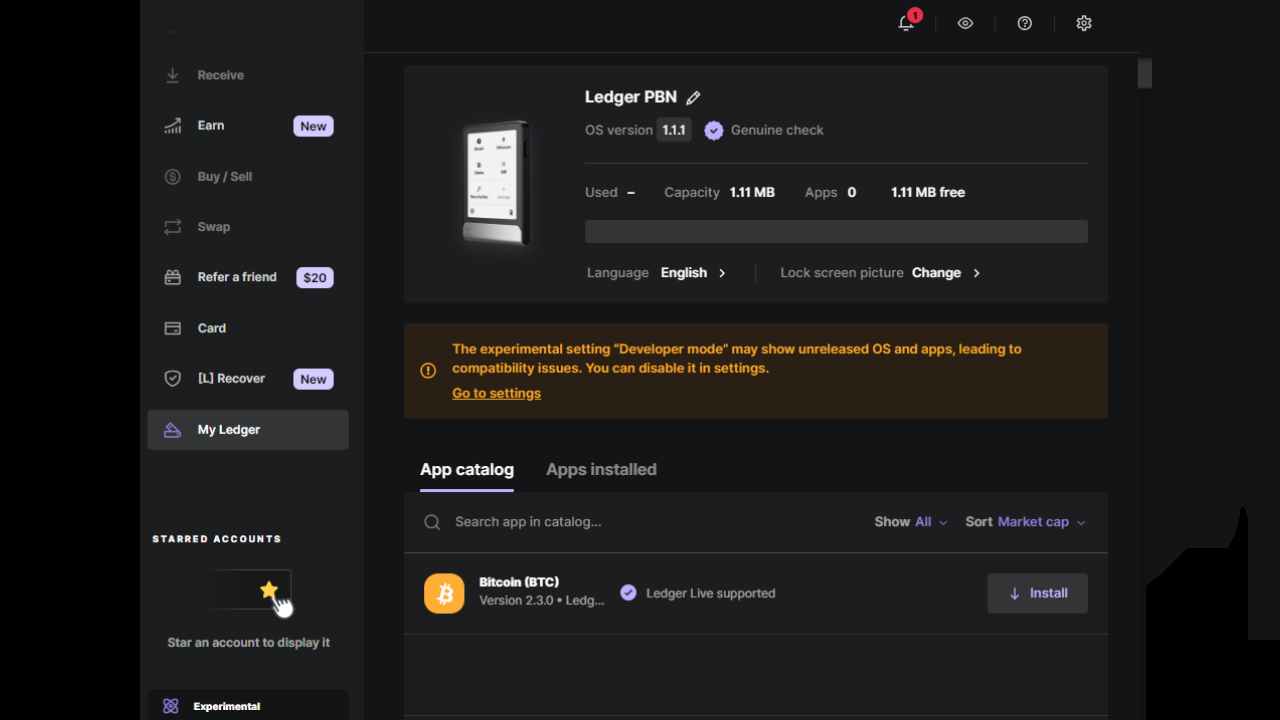 1
Receive
Earn
New
Buy / Sell
Swap
Refer a friend
$20
Card
[L] Recover
New
My Ledger
STARRED ACCOUNTS
Star an account to display it
Experimental
Ledger PBN
OS version 1.1.1 Genuine check
Used – Capacity 1.11 MB Apps 0 1.11 MB free
Language English Lock screen picture Change
The experimental setting “Developer mode” may show unreleased OS and apps, leading to
compatibility issues. You can disable it in settings.
Go to settings
App catalog Apps installed
Search app in catalog... Show All Sort Market cap
Bitcoin (BTC)
Version 2.3.0 • Ledg...
Ledger Live supported
Install